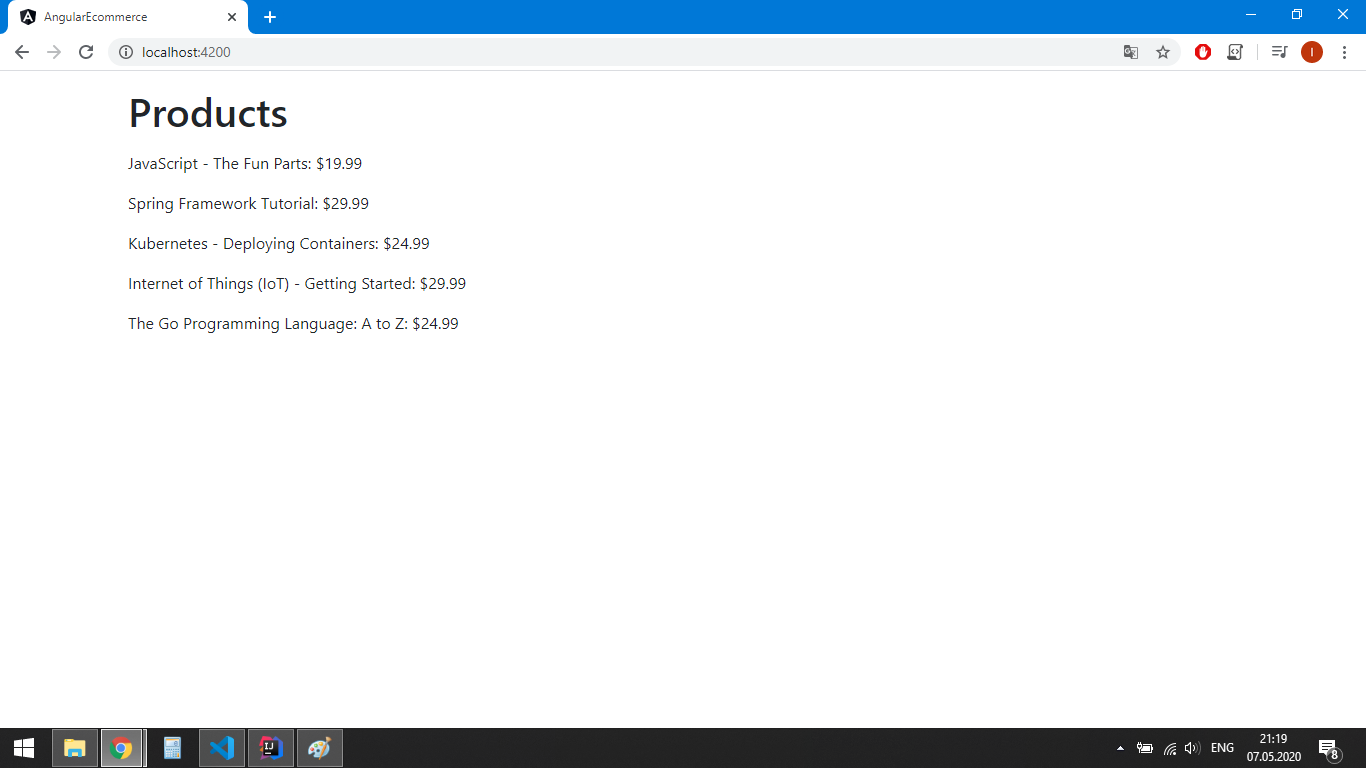 AngularEcommerce
localhost:4200
I
Products
JavaScript - The Fun Parts: $19.99
Spring Framework Tutorial: $29.99
Kubernetes - Deploying Containers: $24.99
Internet of Things (IoT) - Getting Started: $29.99
The Go Programming Language: A to Z: $24.99
ENG
21:19
07.05.2020
8